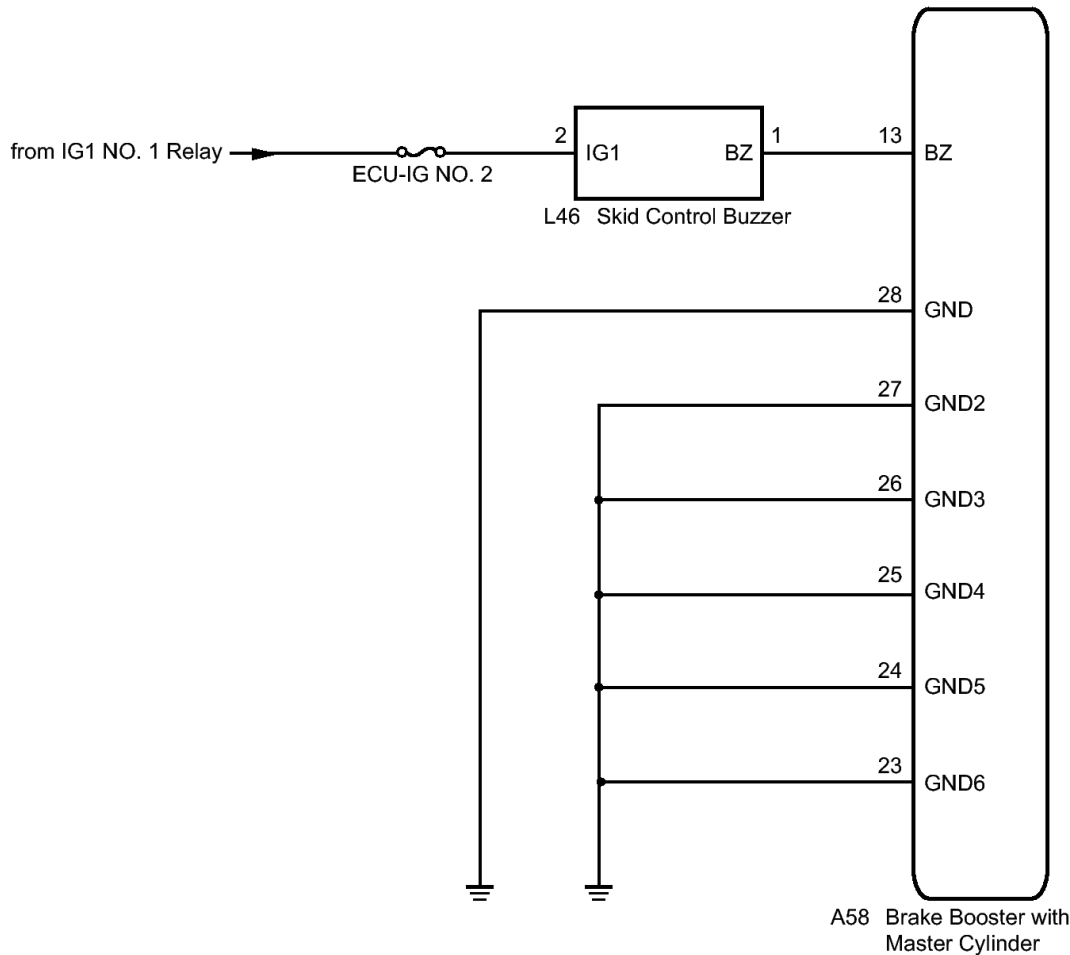 from IG1 NO. 1 Relay
ECU-IG NO. 2
2
IG1
BZ
1
L46 Skid Control Buzzer
13
BZ
28
GND
27
GND2
26
GND3
25
GND4
24
GND5
23
GND6
A58 Brake Booster with
Master Cylinder